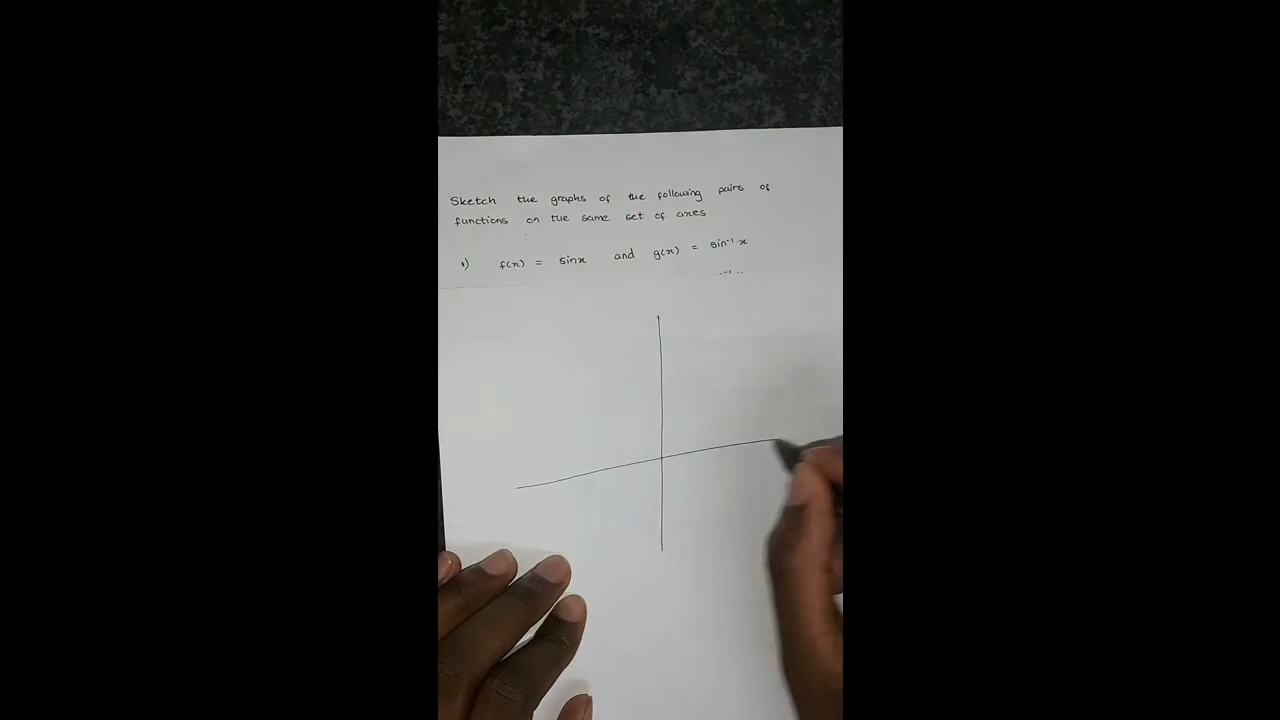 Sketch the graphs of the following pairs of
functions on the same set of axes
1) f(x) = sinx and g(x) = sin⁻¹x